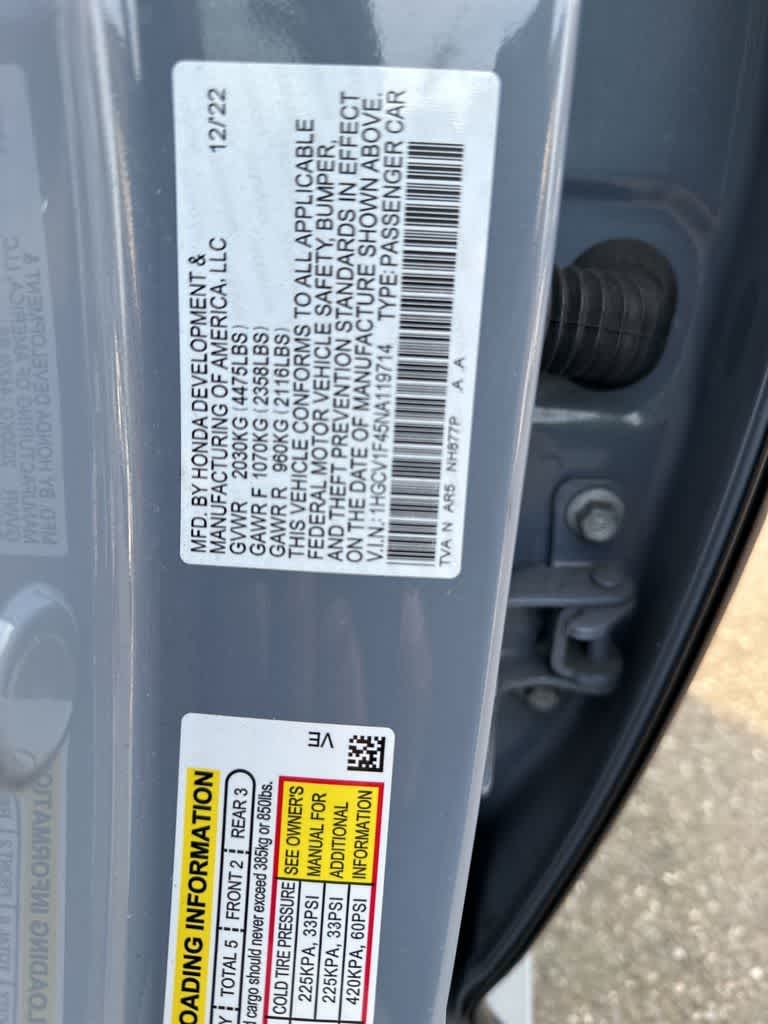 MFD. BY HONDA DEVELOPMENT &
MANUFACTURING OF AMERICA, LLC 12/'22
GVWR 2030KG (4475LBS)
GAWR F 1070KG (2358LBS)
GAWR R 960KG (2116LBS)
THIS VEHICLE CONFORMS TO ALL APPLICABLE
FEDERAL MOTOR VEHICLE SAFETY, BUMPER,
AND THEFT PREVENTION STANDARDS IN EFFECT
ON THE DATE OF MANUFACTURE SHOWN ABOVE.
V.I.N.:1HGCV1F45NA119714 TYPE:PASSENGER CAR
TVA N AR5 NH877P A A
OADING INFORMATION
TOTAL 5 FRONT 2 REAR 3
cargo should never exceed 385kg or 850lbs.
COLD TIRE PRESSURE SEE OWNER'S
225KPA, 33PSI MANUAL FOR
225KPA, 33PSI ADDITIONAL
420KPA, 60PSI INFORMATION
VE